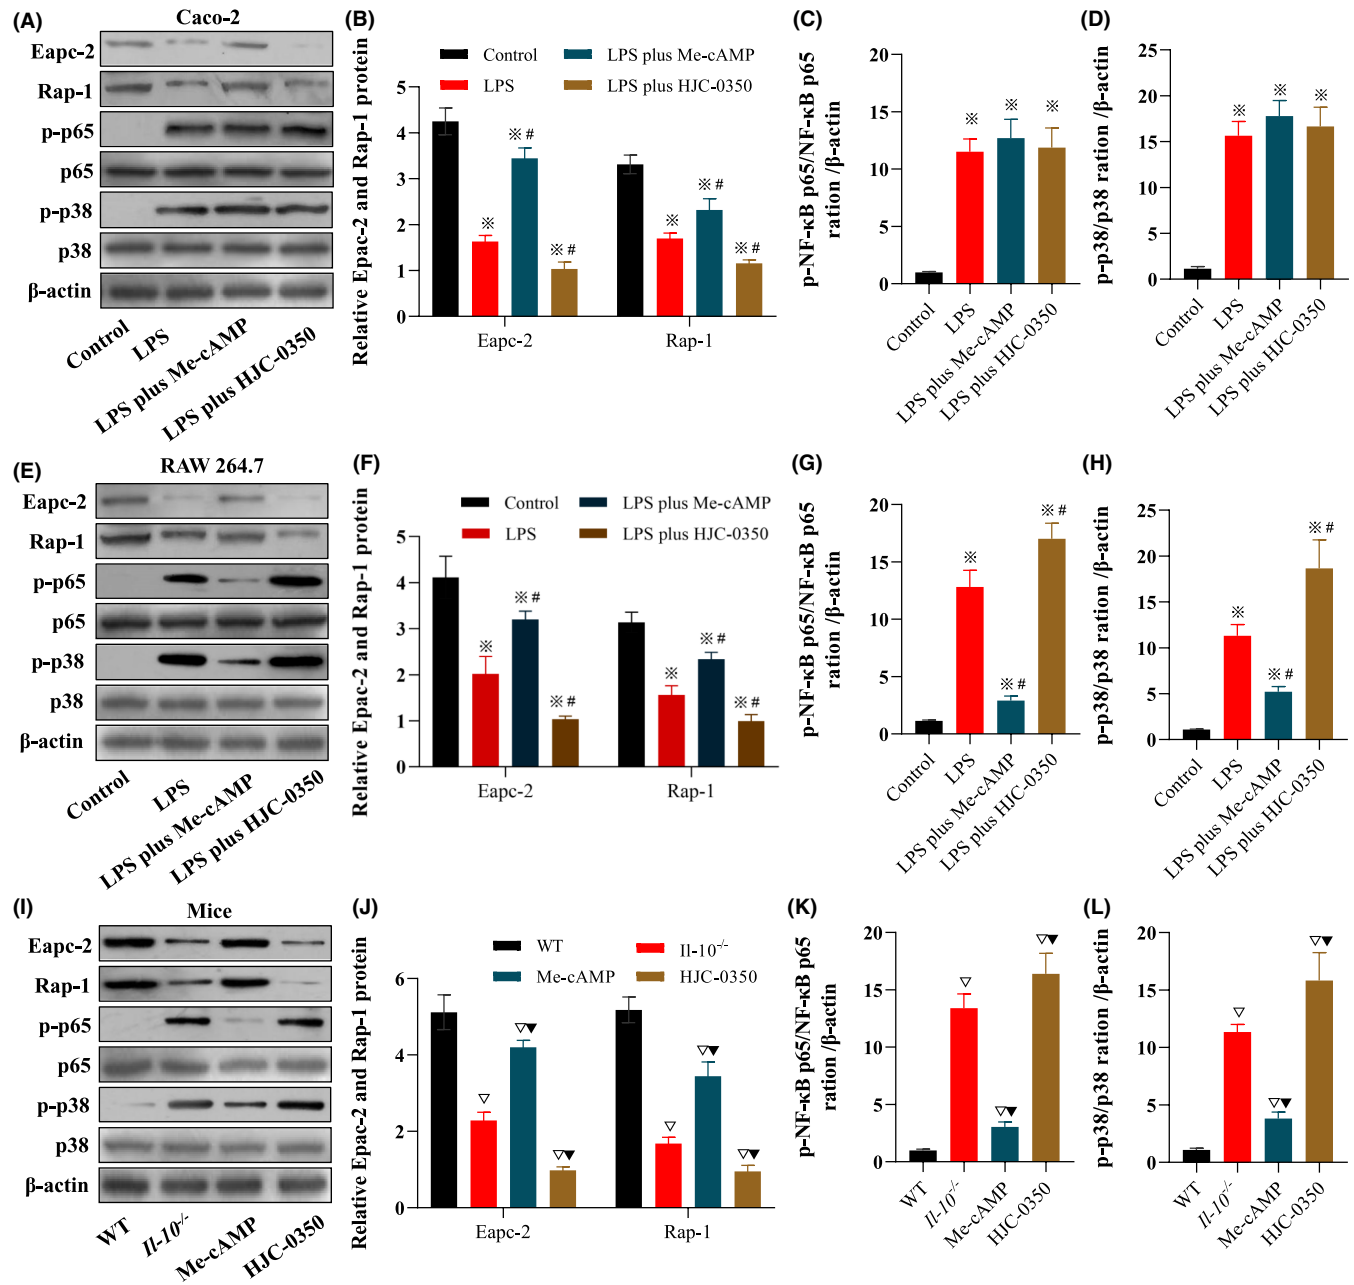 (A)
Caco-2
Eapc-2
Rap-1
p-p65
p65
p-p38
p38
β-actin
Control
LPS
LPS plus Me-cAMP
LPS plus HJC-0350
(B)
Control
LPS plus Me-cAMP
LPS
LPS plus HJC-0350
Relative Epac-2 and Rap-1 protein
5
4
3
2
1
0
※
※ #
※ #
※
※ #
※ #
Eapc-2
Rap-1
(C)
p-NF-κB p65/NF-κB p65
ration /β-actin
20
15
10
5
0
※
※
※
Control
LPS
LPS plus Me-cAMP
LPS plus HJC-0350
(D)
p-p38/p38 ration /β-actin
25
20
15
10
5
0
※
※
※
Control
LPS
LPS plus Me-cAMP
LPS plus HJC-0350
(E)
RAW 264.7
Eapc-2
Rap-1
p-p65
p65
p-p38
p38
β-actin
Control
LPS
LPS plus Me-cAMP
LPS plus HJC-0350
(F)
Control
LPS plus Me-cAMP
LPS
LPS plus HJC-0350
Relative Epac-2 and Rap-1 protein
5
4
3
2
1
0
※
※ #
※ #
※
※ #
※ #
Eapc-2
Rap-1
(G)
p-NF-κB p65/NF-κB p65
ration /β-actin
20
15
10
5
0
※
※ #
※ #
Control
LPS
LPS plus Me-cAMP
LPS plus HJC-0350
(H)
p-p38/p38 ration /β-actin
25
20
15
10
5
0
※
※ #
※ #
Control
LPS
LPS plus Me-cAMP
LPS plus HJC-0350
(I)
Mice
Eapc-2
Rap-1
p-p65
p65
p-p38
p38
β-actin
WT
Il-10-/-
Me-cAMP
HJC-0350
(J)
WT
Il-10-/-
Me-cAMP
HJC-0350
Relative Epac-2 and Rap-1 protein
6
4
2
0
▽
▽▼
▽▼
▽
▽▼
▽▼
Eapc-2
Rap-1
(K)
p-NF-κB p65/NF-κB p65
ration /β-actin
20
15
10
5
0
▽
▽▼
▽▼
WT
Il-10-/-
Me-cAMP
HJC-0350
(L)
p-p38/p38 ration /β-actin
20
15
10
5
0
▽
▽▼
▽▼
WT
Il-10-/-
Me-cAMP
HJC-0350